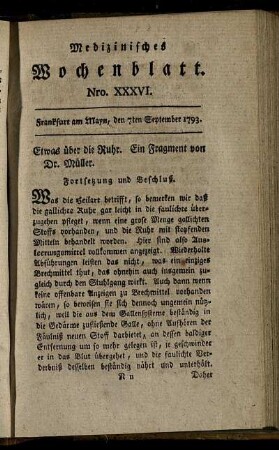 Medizinisches
Wochenblatt.
Nro. XXXVI.
Frankfurt am Mayn, den 7ten September 1793.
Etwas über die Ruhr. Ein Fragment von
Dr. Müller.
Fortsetzung und Beschluß.
Was die Heilart betrifft, so bemerken wir daß
die gallichte Ruhr gar leicht in die faulichte über-
zugehen pfleget, wenn eine große Menge gallichten
Stoffs vorhanden, und die Ruhr mit stopfenden
Mitteln behandelt worden. Hier sind also Aus-
leerungsmittel vollkommen angezeigt. Wiederholte
Abführungen leisten das nicht, was ein einziges
Brechmittel thut, das ohnehin auch insgemein zu-
gleich durch den Stuhlgang wirkt. Auch dann wenn
keine offenbare Anzeigen zu Brechmittel vorhanden
wären, so beweisen sie sich dennoch ungemein nütz-
lich, weil die aus dem Gallensysteme beständig in
die Gedärme zufließende Galle, ohne Aufhören der
Fäulniß neuen Stoff darbietet, an dessen baldiger
Entfernung um so mehr gelegen ist, je geschwinder
er in das Blut übergehet, und die faulichte Ver-
derbniß desselben beständig nährt und unterhält.
N n Daher